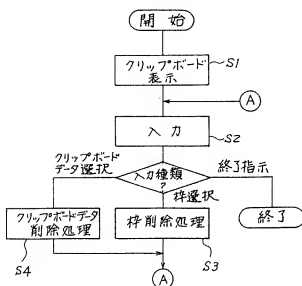 開始
クリップボード
表示
S1
A
入力
S2
クリップボード
データ選択
入力種類
?
終了指示
枠選択
クリップボードデータ
削除処理
枠削除処理
終了
S4
S3
A